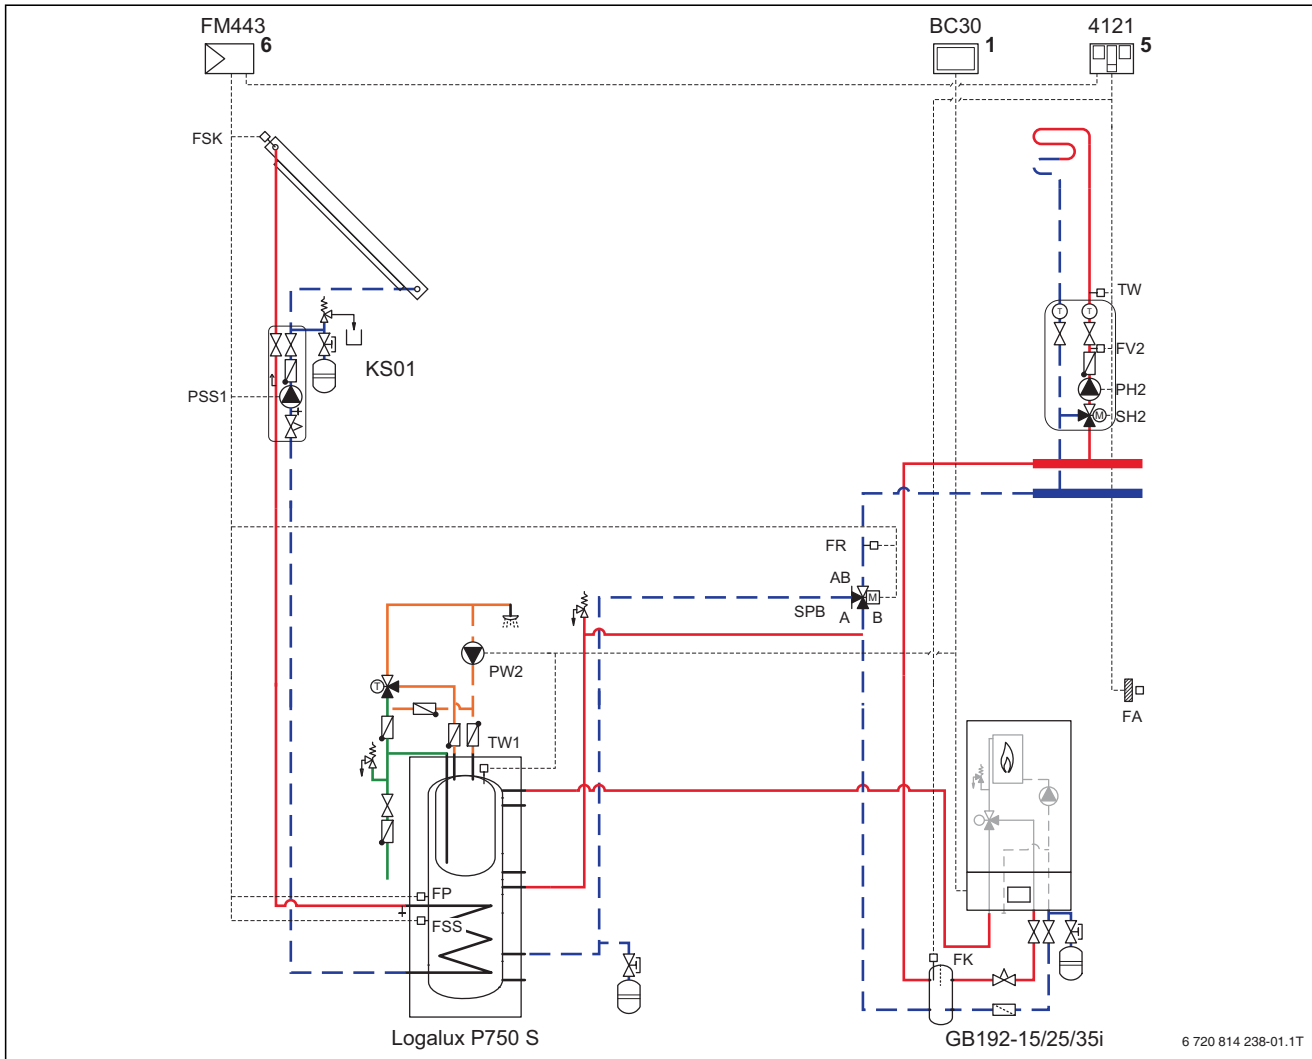 FM443
6
BC30
1
4121
5
FSK
TW
T
T
FV2
KS01
PSS1
PH2
M
SH2
FR
AB
M
SPB
A
B
PW2
T
FA
TW1
FP
FSS
FK
Logalux P750 S
GB192-15/25/35i
6 720 814 238-01.1T